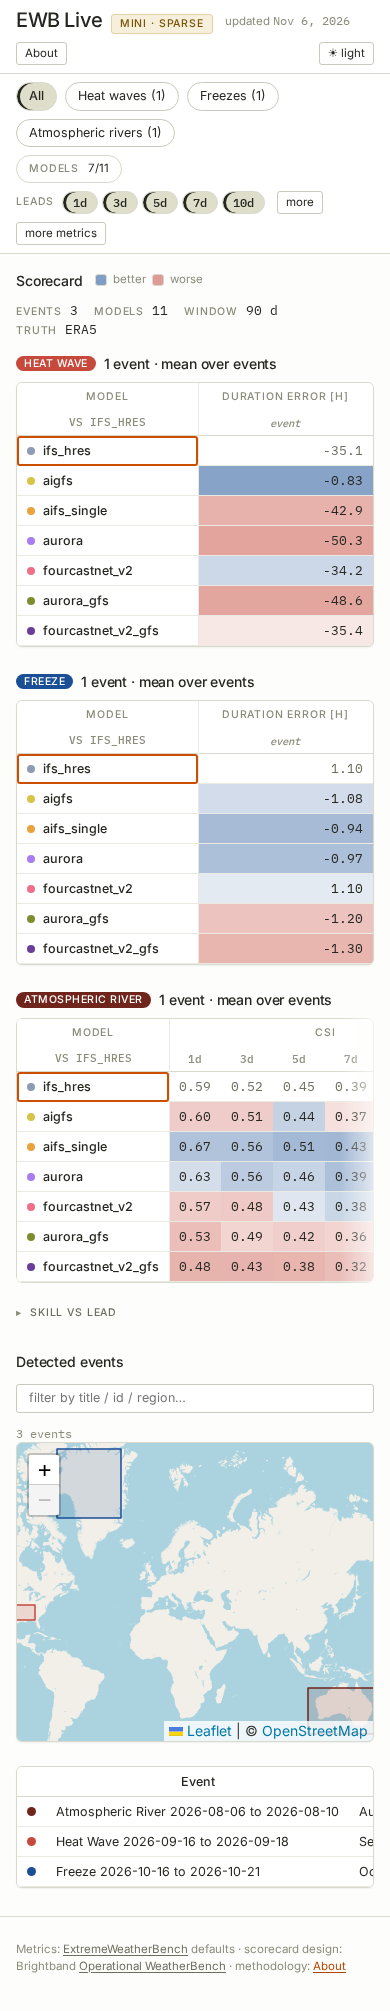 EWB Live MINI · SPARSE updated Nov 6, 2026
About ☀ light
All Heat waves (1) Freezes (1)
Atmospheric rivers (1)
MODELS 7/11
LEADS 1d 3d 5d 7d 10d more
more metrics
Scorecard better worse
EVENTS 3 MODELS 11 WINDOW 90 d
TRUTH ERA5
HEAT WAVE 1 event · mean over events
MODEL DURATION ERROR [H]
VS IFS_HRES event
ifs_hres -35.1
aigfs -0.83
aifs_single -42.9
aurora -50.3
fourcastnet_v2 -34.2
aurora_gfs -48.6
fourcastnet_v2_gfs -35.4
FREEZE 1 event · mean over events
MODEL DURATION ERROR [H]
VS IFS_HRES event
ifs_hres 1.10
aigfs -1.08
aifs_single -0.94
aurora -0.97
fourcastnet_v2 1.10
aurora_gfs -1.20
fourcastnet_v2_gfs -1.30
ATMOSPHERIC RIVER 1 event · mean over events
MODEL CSI
VS IFS_HRES 1d 3d 5d 7d
ifs_hres 0.59 0.52 0.45 0.39
aigfs 0.60 0.51 0.44 0.37
aifs_single 0.67 0.56 0.51 0.43
aurora 0.63 0.56 0.46 0.39
fourcastnet_v2 0.57 0.48 0.43 0.38
aurora_gfs 0.53 0.49 0.42 0.36
fourcastnet_v2_gfs 0.48 0.43 0.38 0.32
▸ SKILL VS LEAD
Detected events
filter by title / id / region…
3 events
+
−
Leaflet | © OpenStreetMap
Event
Atmospheric River 2026-08-06 to 2026-08-10 Au
Heat Wave 2026-09-16 to 2026-09-18 Se
Freeze 2026-10-16 to 2026-10-21 Oc
Metrics: ExtremeWeatherBench defaults · scorecard design:
Brightband Operational WeatherBench · methodology: About